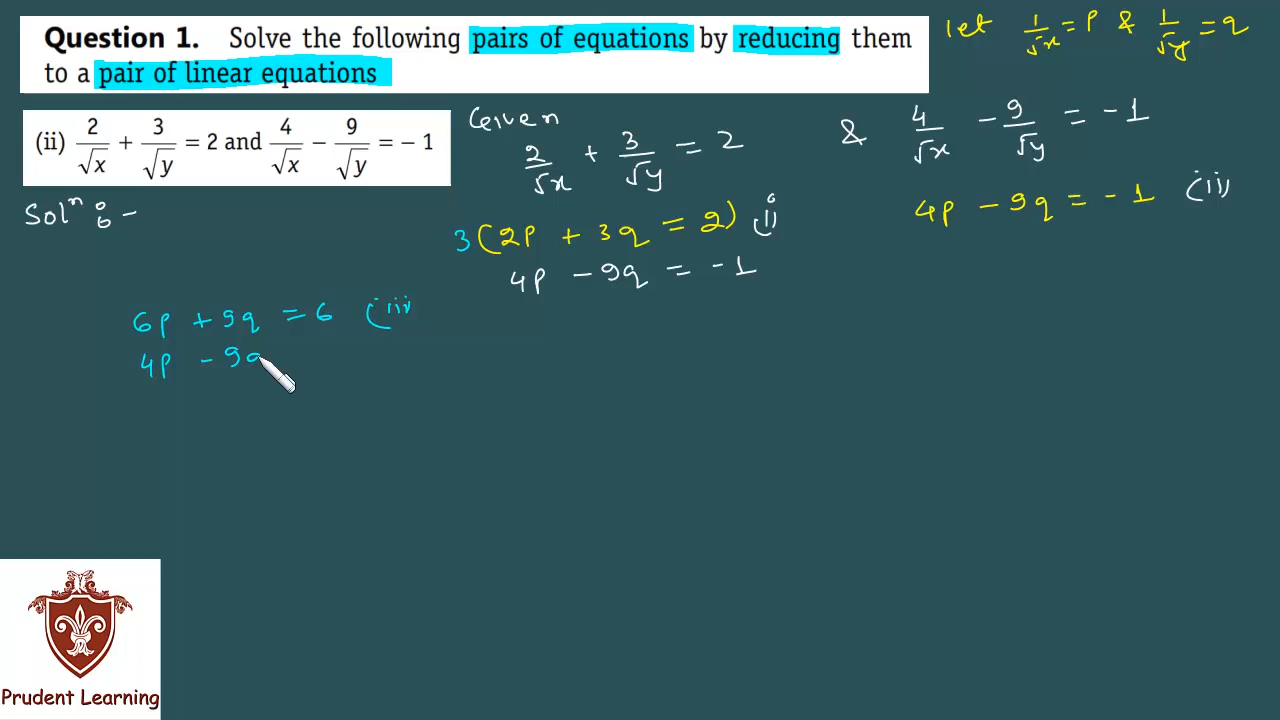 Question 1. Solve the following pairs of equations by reducing them
to a pair of linear equations
let 1/√x = p & 1/√y = q
(ii) 2/√x + 3/√y = 2 and 4/√x − 9/√y = − 1
Given
2/√x + 3/√y = 2 & 4/√x − 9/√y = −1
Solⁿ :-
3(2p + 3q = 2) (i)
4p − 9q = −1 (ii)
4p − 9q = −1
6p + 9q = 6 (iii
4p − 9q
Prudent Learning